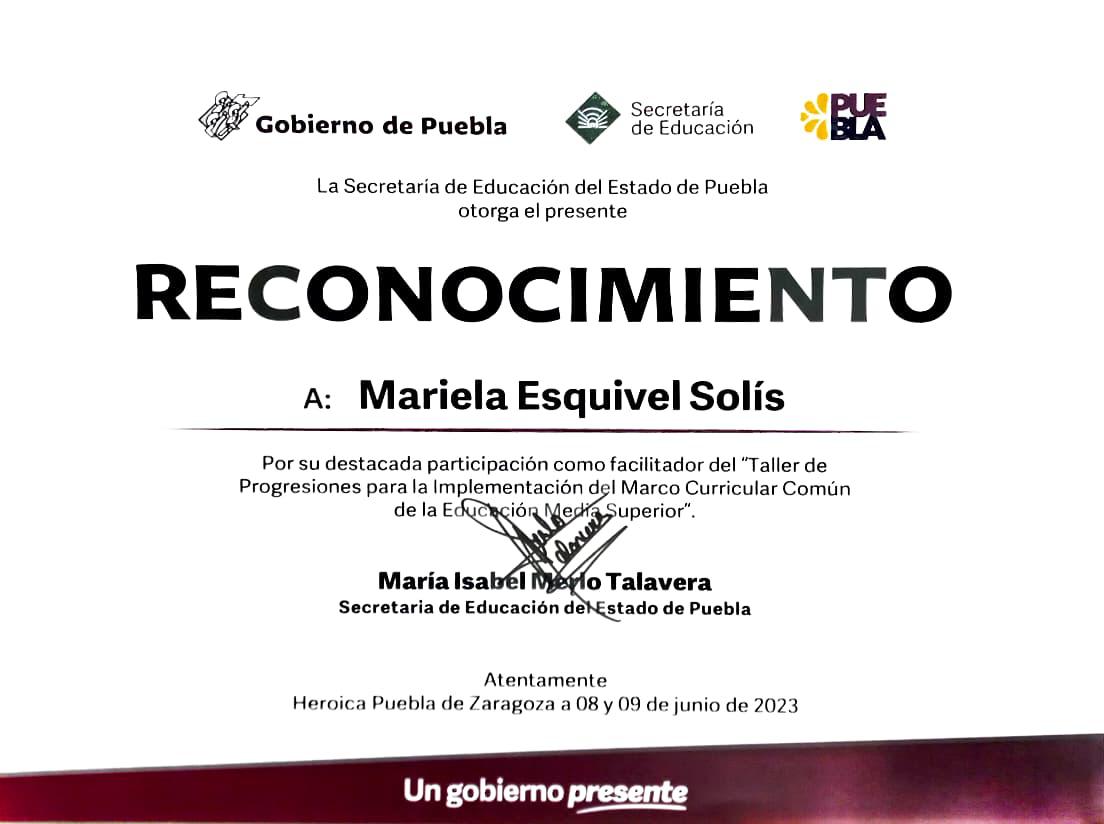 Gobierno de Puebla
Secretaría
de Educación
PUE
BLA
La Secretaría de Educación del Estado de Puebla
otorga el presente
RECONOCIMIENTO
A: Mariela Esquivel Solís
Por su destacada participación como facilitador del "Taller de
Progresiones para la Implementación del Marco Curricular Común
de la Educación Media Superior".
María Isabel Merlo Talavera
Secretaria de Educación del Estado de Puebla
Atentamente
Heroica Puebla de Zaragoza a 08 y 09 de junio de 2023
Un gobierno presente